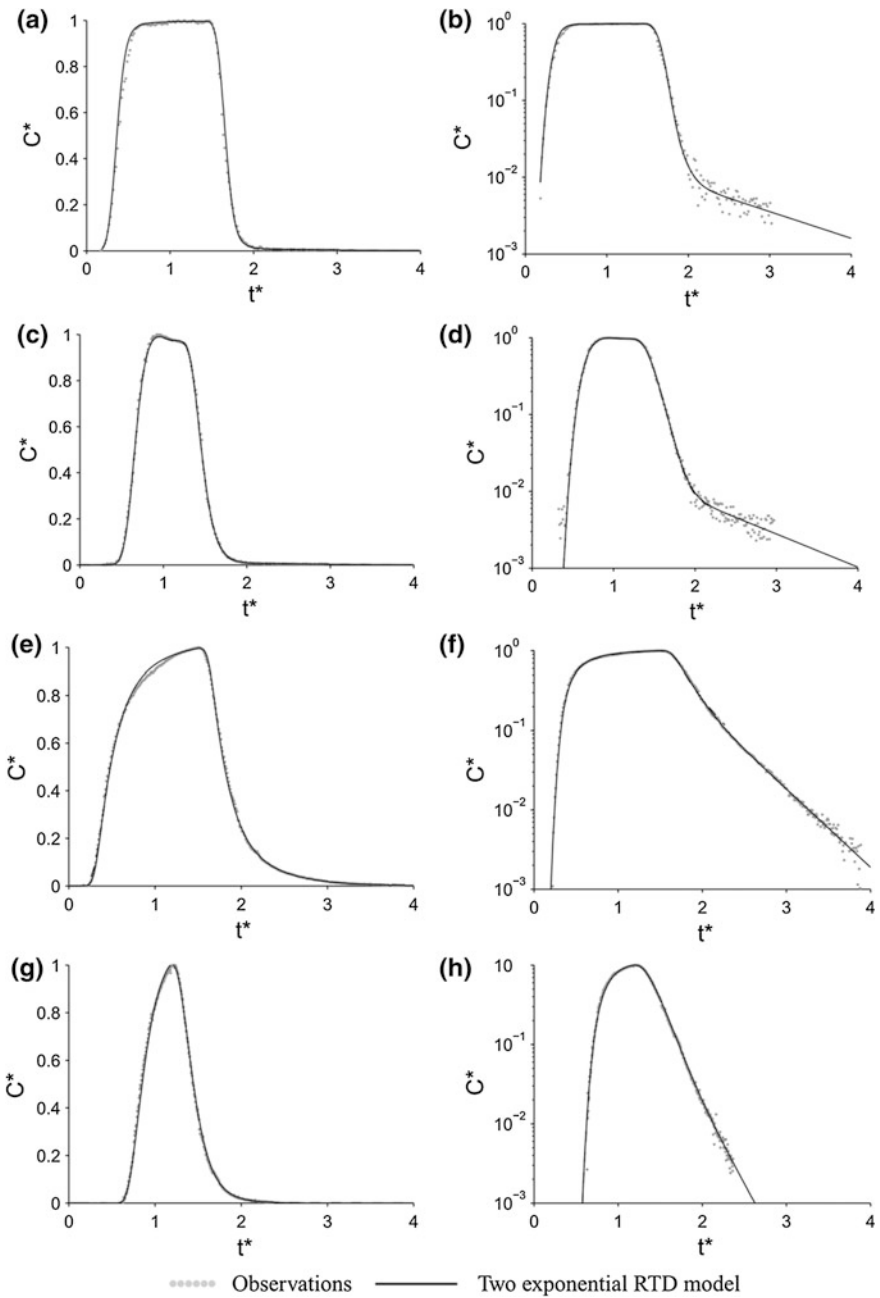 (a)
1
0.8
0.6
0.4
0.2
0
C*
0 1 2 3 4
t*
(b)
10⁰
10⁻¹
10⁻²
10⁻³
C*
0 1 2 3 4
t*
(c)
1
0.8
0.6
0.4
0.2
0
C*
0 1 2 3 4
t*
(d)
10⁰
10⁻¹
10⁻²
10⁻³
C*
0 1 2 3 4
t*
(e)
1
0.8
0.6
0.4
0.2
0
C*
0 1 2 3 4
t*
(f)
10⁰
10⁻¹
10⁻²
10⁻³
C*
0 1 2 3 4
t*
(g)
1
0.8
0.6
0.4
0.2
0
C*
0 1 2 3 4
t*
(h)
10
10⁻¹
10⁻²
10⁻³
C*
0 1 2 3 4
t*
Observations Two exponential RTD model